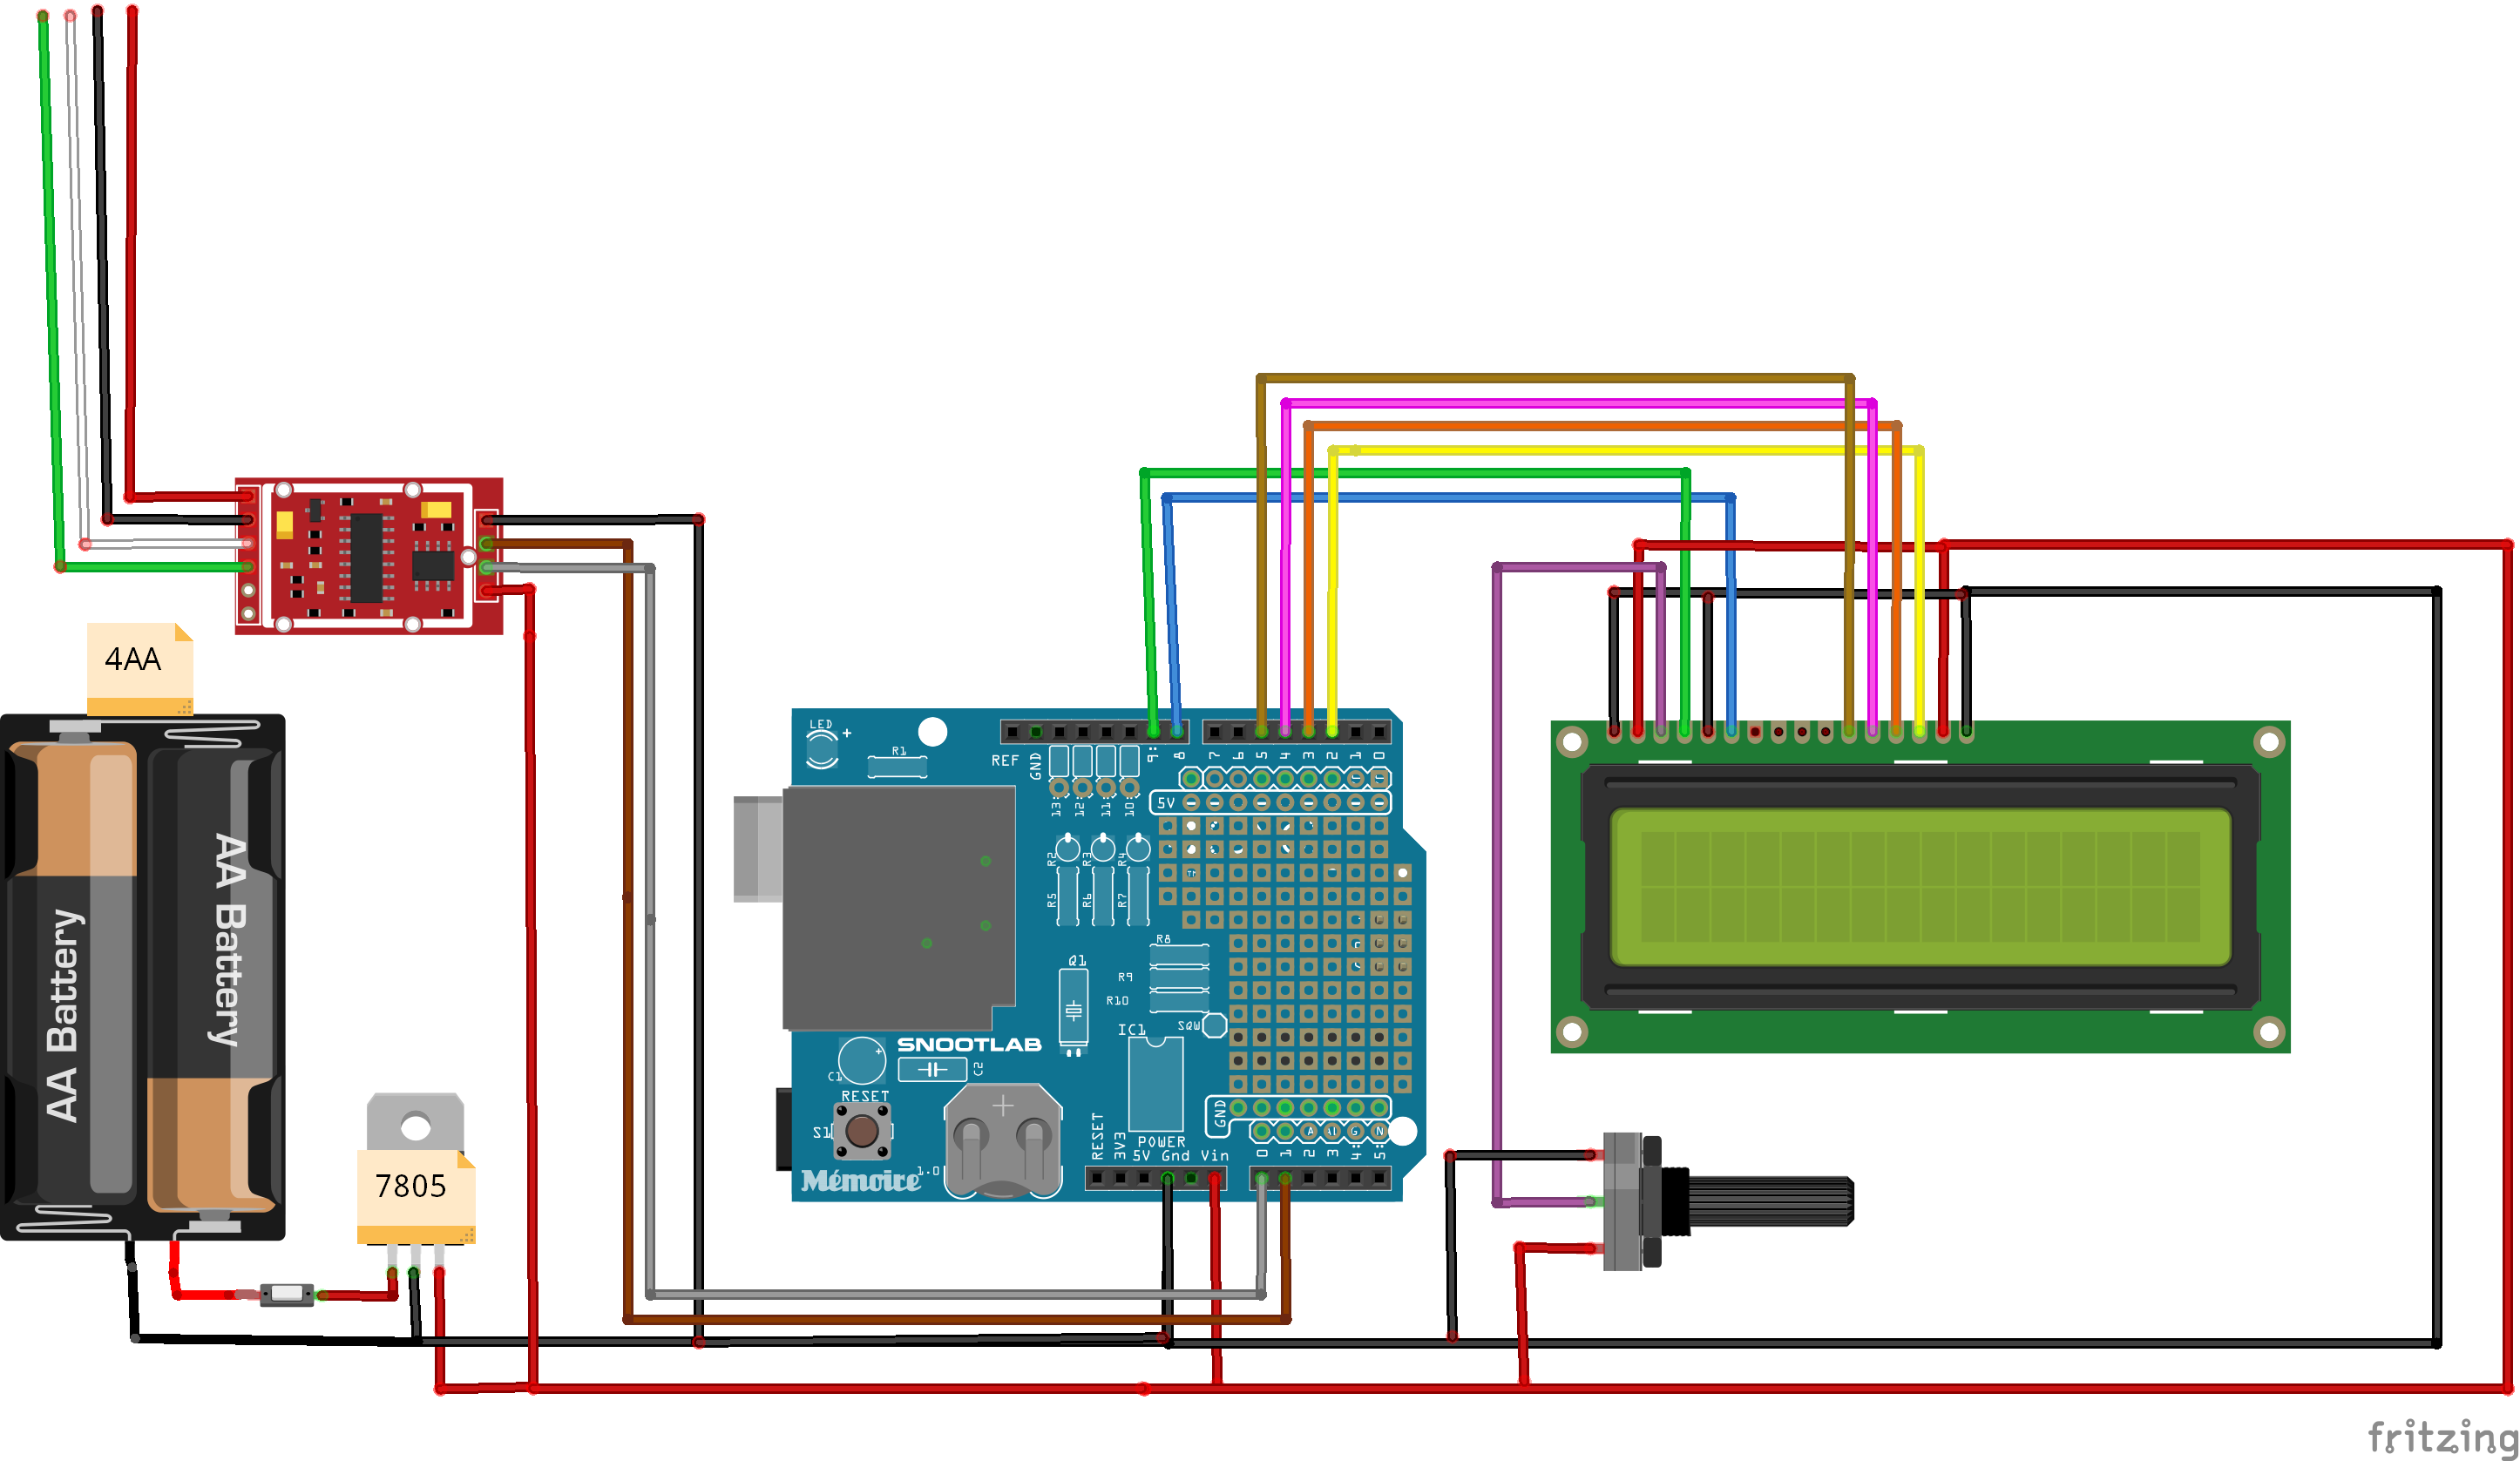 4AA
AA Battery
AA Battery
7805
LED
+
R1
REF
GND
13:
12:
11:
10:
9:
8
7
6
5
4
3
2
1
0
5V
R2
R3
R4
R5
R6
R7
R8
R9
R10
Q1
SQW
IC1
SNOOTLAB
C1
+
C2
RESET
S1
Mémoire
1.0
+
RESET
3V3
5V
Gnd
Vin
POWER
GND
0
1
2
3
4:
5:
fritzing